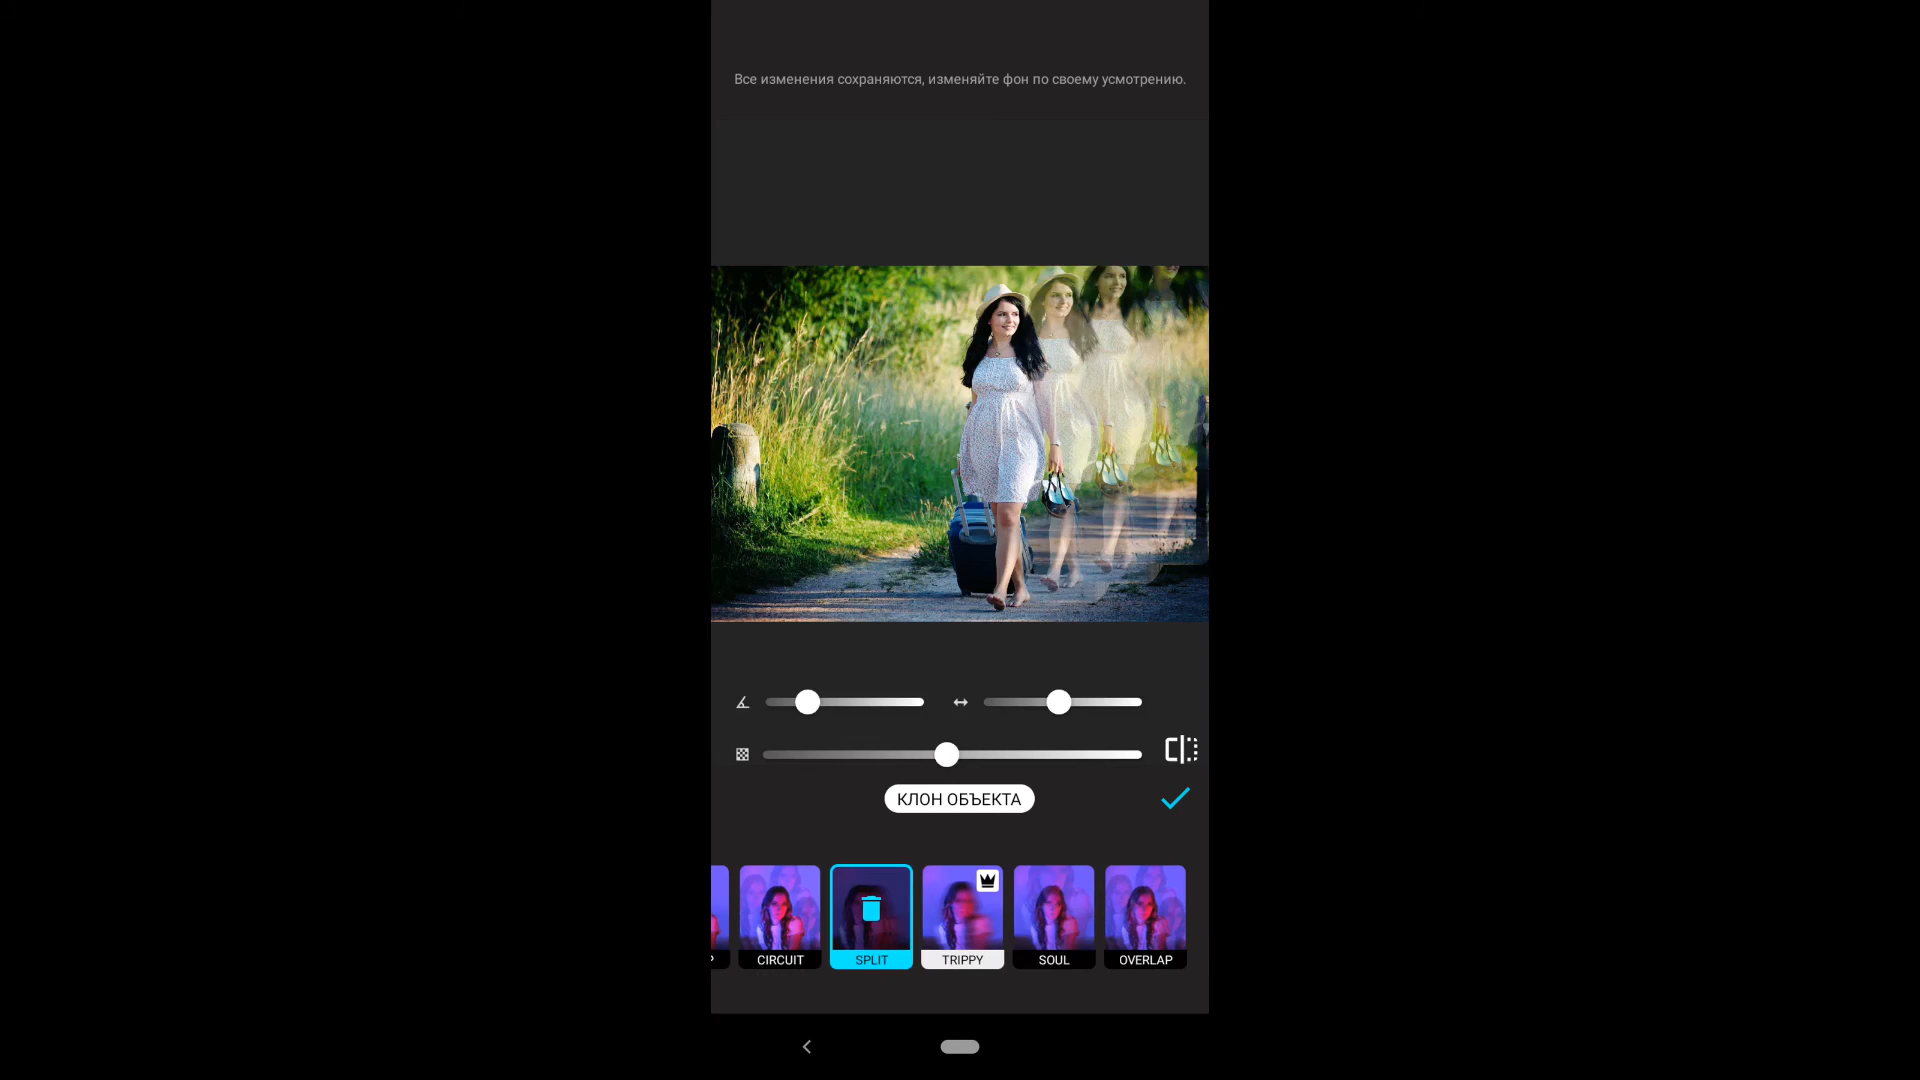 Все изменения сохраняются, изменяйте фон по своему усмотрению.
КЛОН ОБЪЕКТА
CIRCUIT
SPLIT
TRIPPY
SOUL
OVERLAP